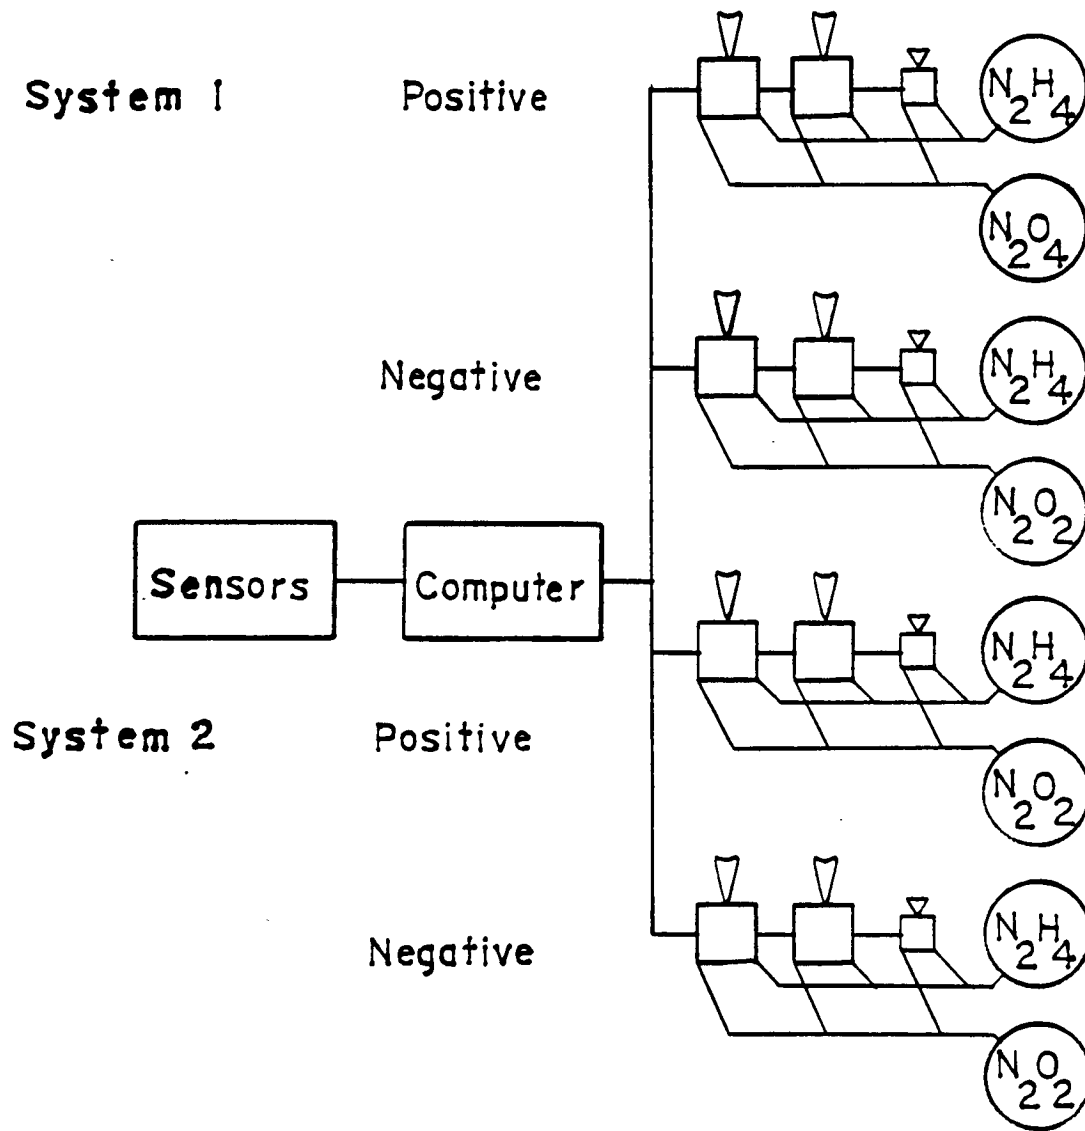 System 1 Positive
N2H4
N2O4
Negative
N2H4
N2O2
Sensors
Computer
N2H4
System 2 Positive
N2O2
Negative
N2H4
N2O2